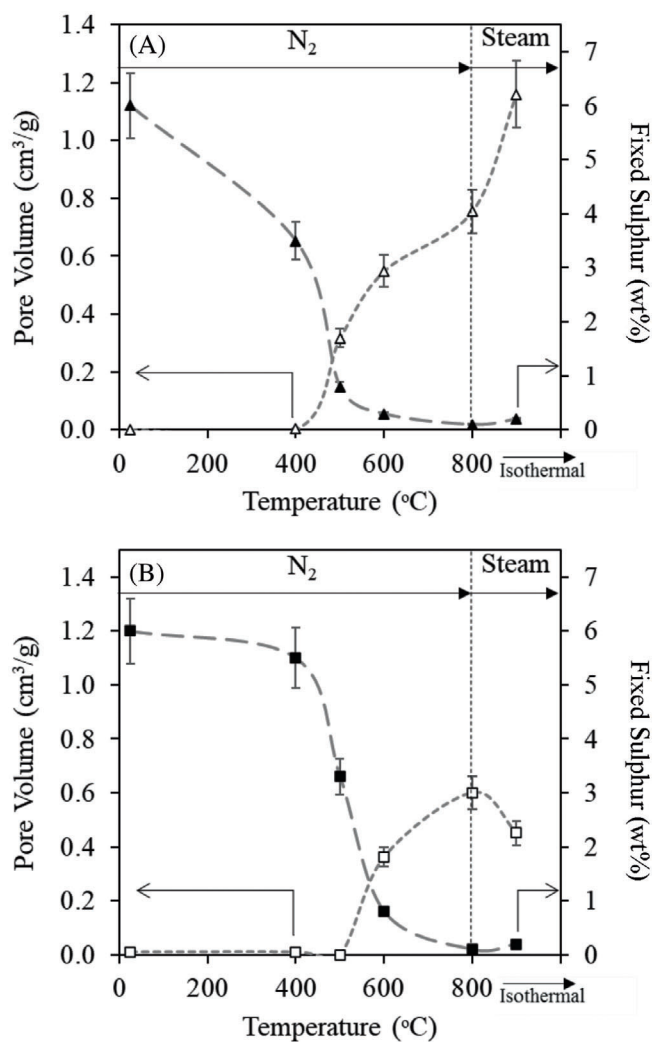 (A)
N₂
Steam
1.4
1.2
1.0
0.8
0.6
0.4
0.2
0.0
Pore Volume (cm³/g)
7
6
5
4
3
2
1
0
Fixed Sulphur (wt%)
0 200 400 600 800
Isothermal
Temperature (°C)
(B)
N₂
Steam
1.4
1.2
1.0
0.8
0.6
0.4
0.2
0.0
Pore Volume (cm³/g)
7
6
5
4
3
2
1
0
Fixed Sulphur (wt%)
0 200 400 600 800
Isothermal
Temperature (°C)